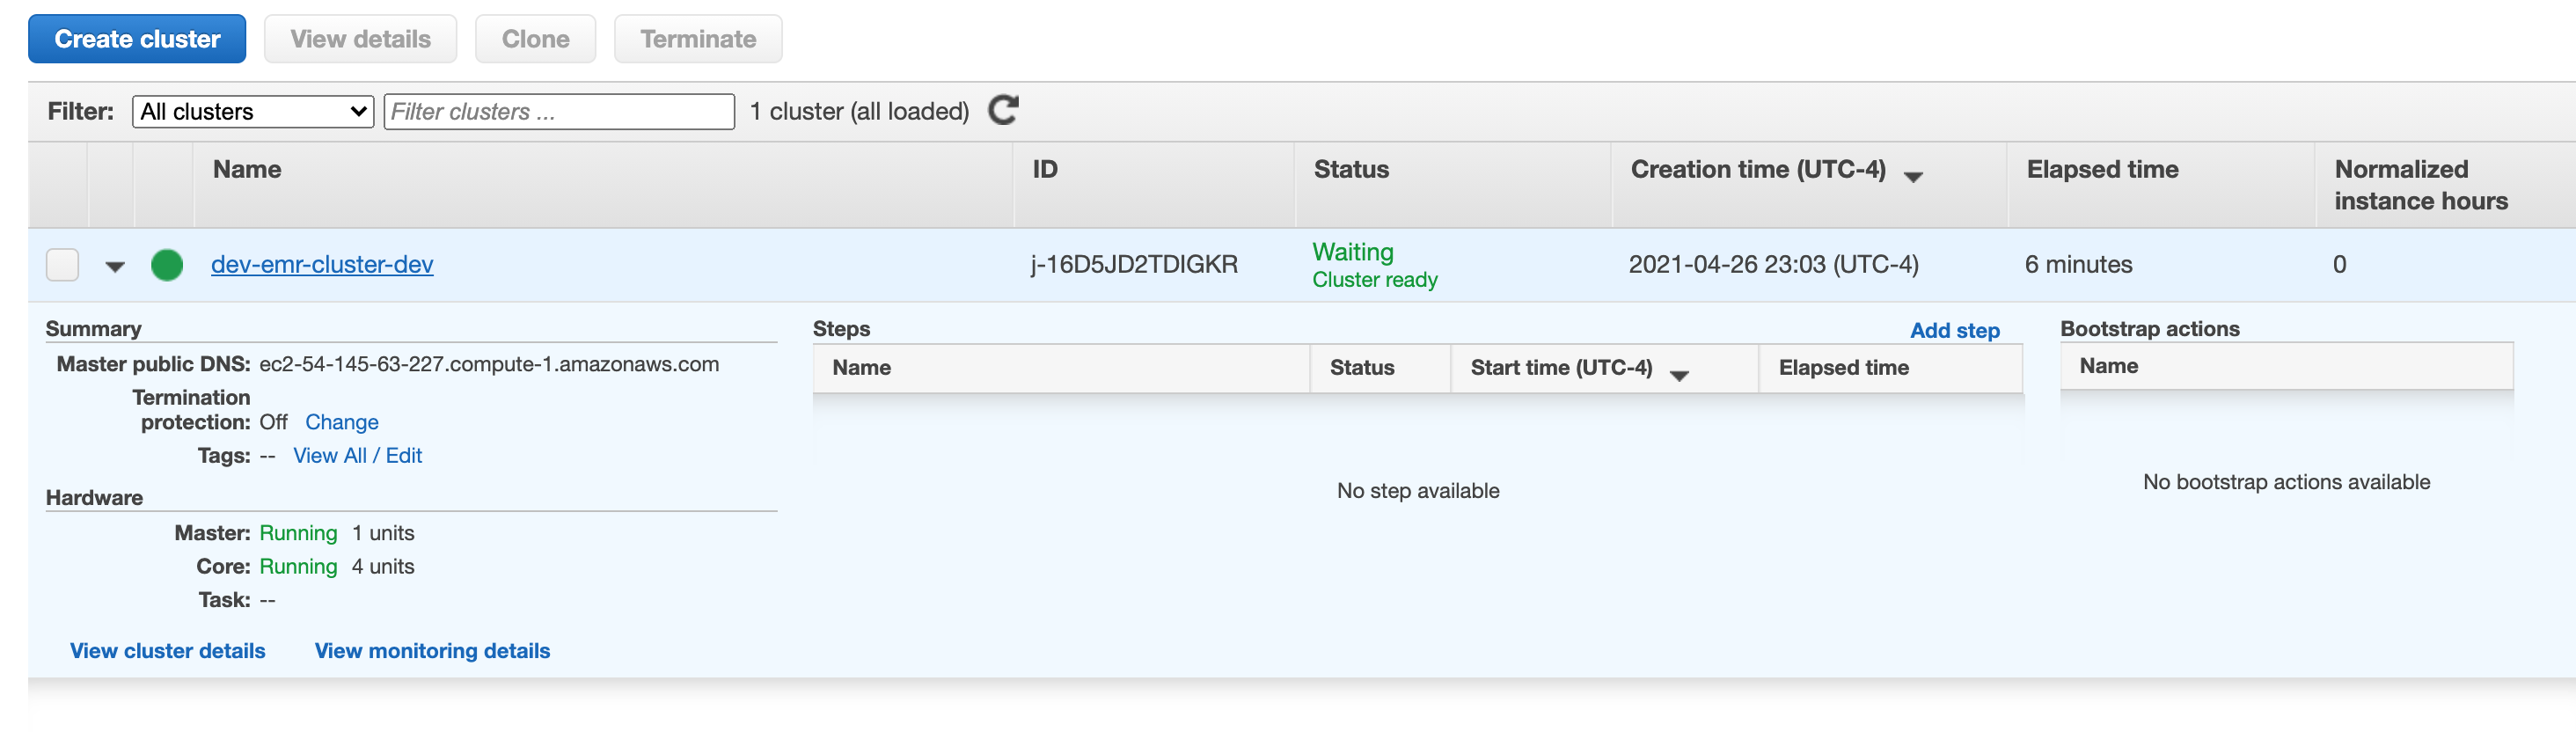 Create cluster View details Clone Terminate
Filter: All clusters Filter clusters ... 1 cluster (all loaded)
Name ID Status Creation time (UTC-4) Elapsed time Normalized instance hours
dev-emr-cluster-dev j-16D5JD2TDIGKR Waiting Cluster ready 2021-04-26 23:03 (UTC-4) 6 minutes 0
Summary
Master public DNS: ec2-54-145-63-227.compute-1.amazonaws.com
Termination
protection: Off Change
Tags: -- View All / Edit
Hardware
Master: Running 1 units
Core: Running 4 units
Task: --
View cluster details View monitoring details
Steps Add step
Name Status Start time (UTC-4) Elapsed time
No step available
Bootstrap actions
Name
No bootstrap actions available